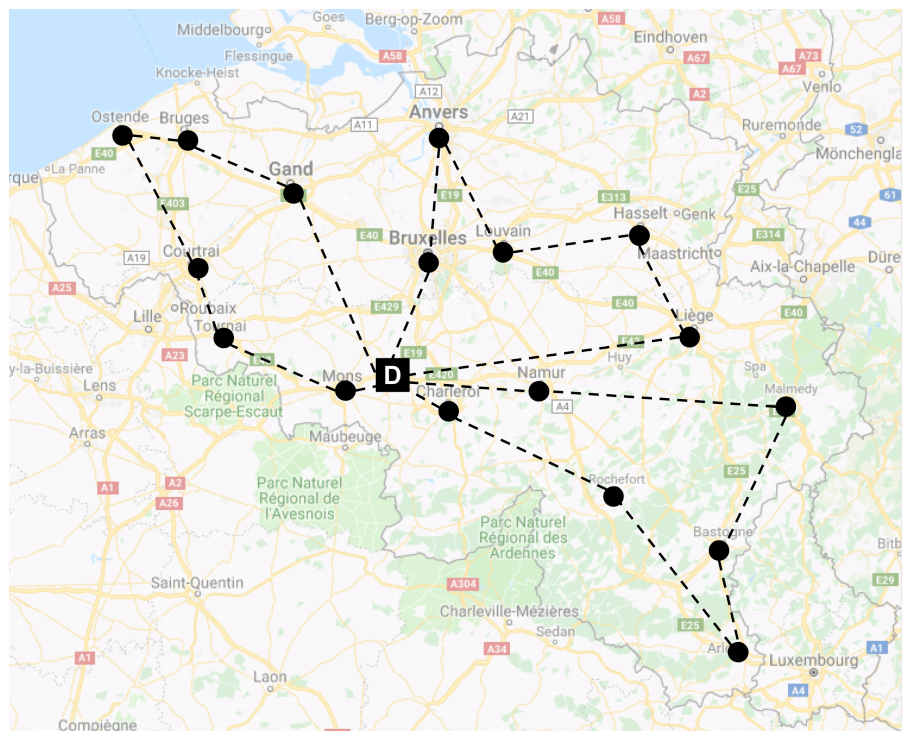 A58
Goes
Berg-op-Zoom
Middelbourg
Eindhoven
Flessingue
A58
A67
A73
A67
Knocke-Heist
Venlo
A12
A2
Ostende
Bruges
Anvers
A11
A21
Ruremonde
52
E40
Mönchengla
La Panne
rque
Gand
E19
E313
E25
61
E403
Hasselt
Genk
44
E40
Bruxelles
Louvain
E314
A19
Courtrai
Maastricht
Düre
E40
Aix-la-Chapelle
A25
Lille
Roubaix
E429
E40
Liège
E40
Tournai
E42
A23
E19
Huy
Spa
y-la-Buissière
Mons
D
E420
Namur
Lens
Parc Naturel
Régional
Scarpe-Escaut
Charleroi
A4
Malmedy
Arras
Maubeuge
A1
A2
A26
Parc Naturel
Régional de
l'Avesnois
E25
Rochefort
Parc Naturel
Régional des
Ardennes
Bastogne
Bitb
Saint-Quentin
A304
E29
Charleville-Mézières
E25
Sedan
A1
A34
Arlo
Luxembourg
A1
Laon
A4
Compiègne